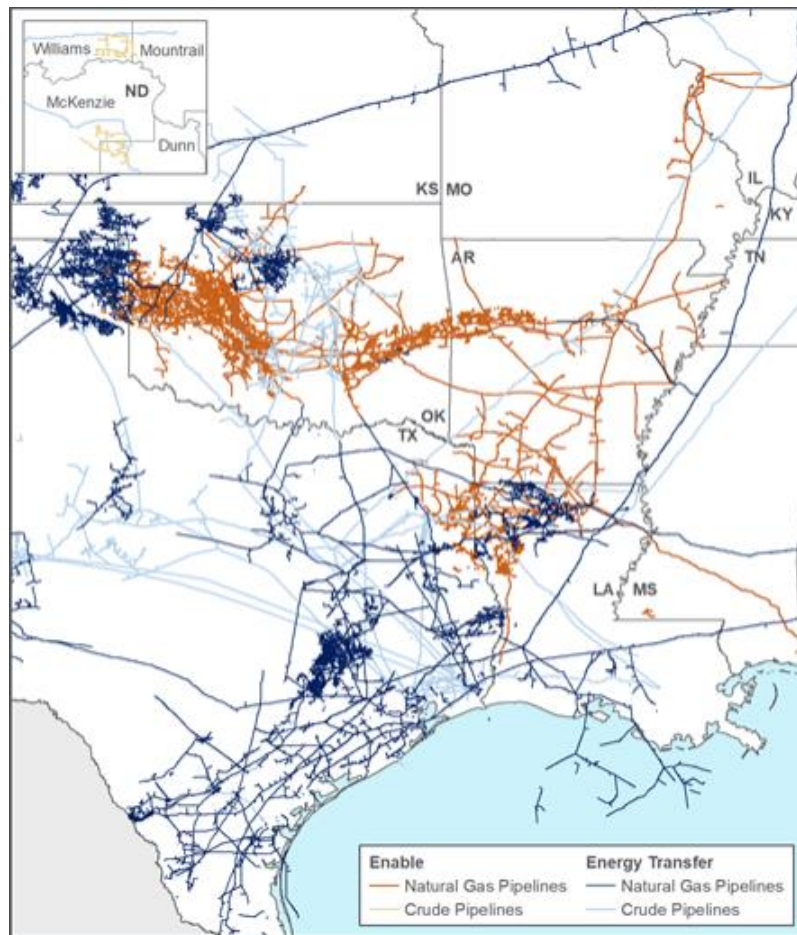 Williams
Mountrail
ND
McKenzie
Dunn
KS
MO
IL
KY
AR
TN
OK
TX
LA
MS
Enable
Natural Gas Pipelines
Crude Pipelines
Energy Transfer
Natural Gas Pipelines
Crude Pipelines